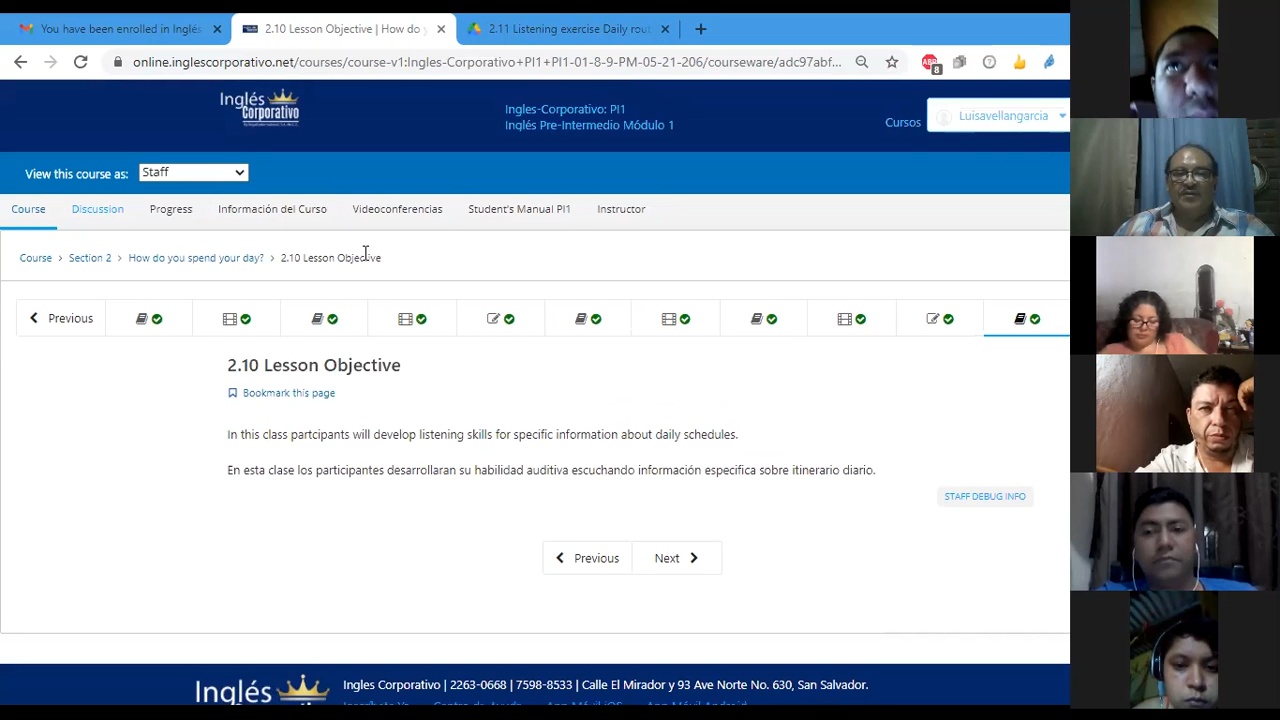 You have been enrolled in Inglés
2.10 Lesson Objective | How do y
2.11 Listening exercise Daily rout
online.inglescorporativo.net/courses/course-v1:Ingles-Corporativo+PI1+PI1-01-8-9-PM-05-21-206/courseware/adc97abf...
ABP
8
Inglés
Corporativo
Ingles-Corporativo: PI1
Inglés Pre-Intermedio Módulo 1
Cursos
Luisavellangarcia
View this course as:
Staff
Course
Discussion
Progress
Información del Curso
Videoconferencias
Student's Manual PI1
Instructor
Course > Section 2 > How do you spend your day? > 2.10 Lesson Objective
Previous
2.10 Lesson Objective
Bookmark this page
In this class partcipants will develop listening skills for specific information about daily schedules.
En esta clase los participantes desarrollaran su habilidad auditiva escuchando información especifica sobre itinerario diario.
STAFF DEBUG INFO
Previous
Next
Inglés
Ingles Corporativo | 2263-0668 | 7598-8533 | Calle El Mirador y 93 Ave Norte No. 630, San Salvador.